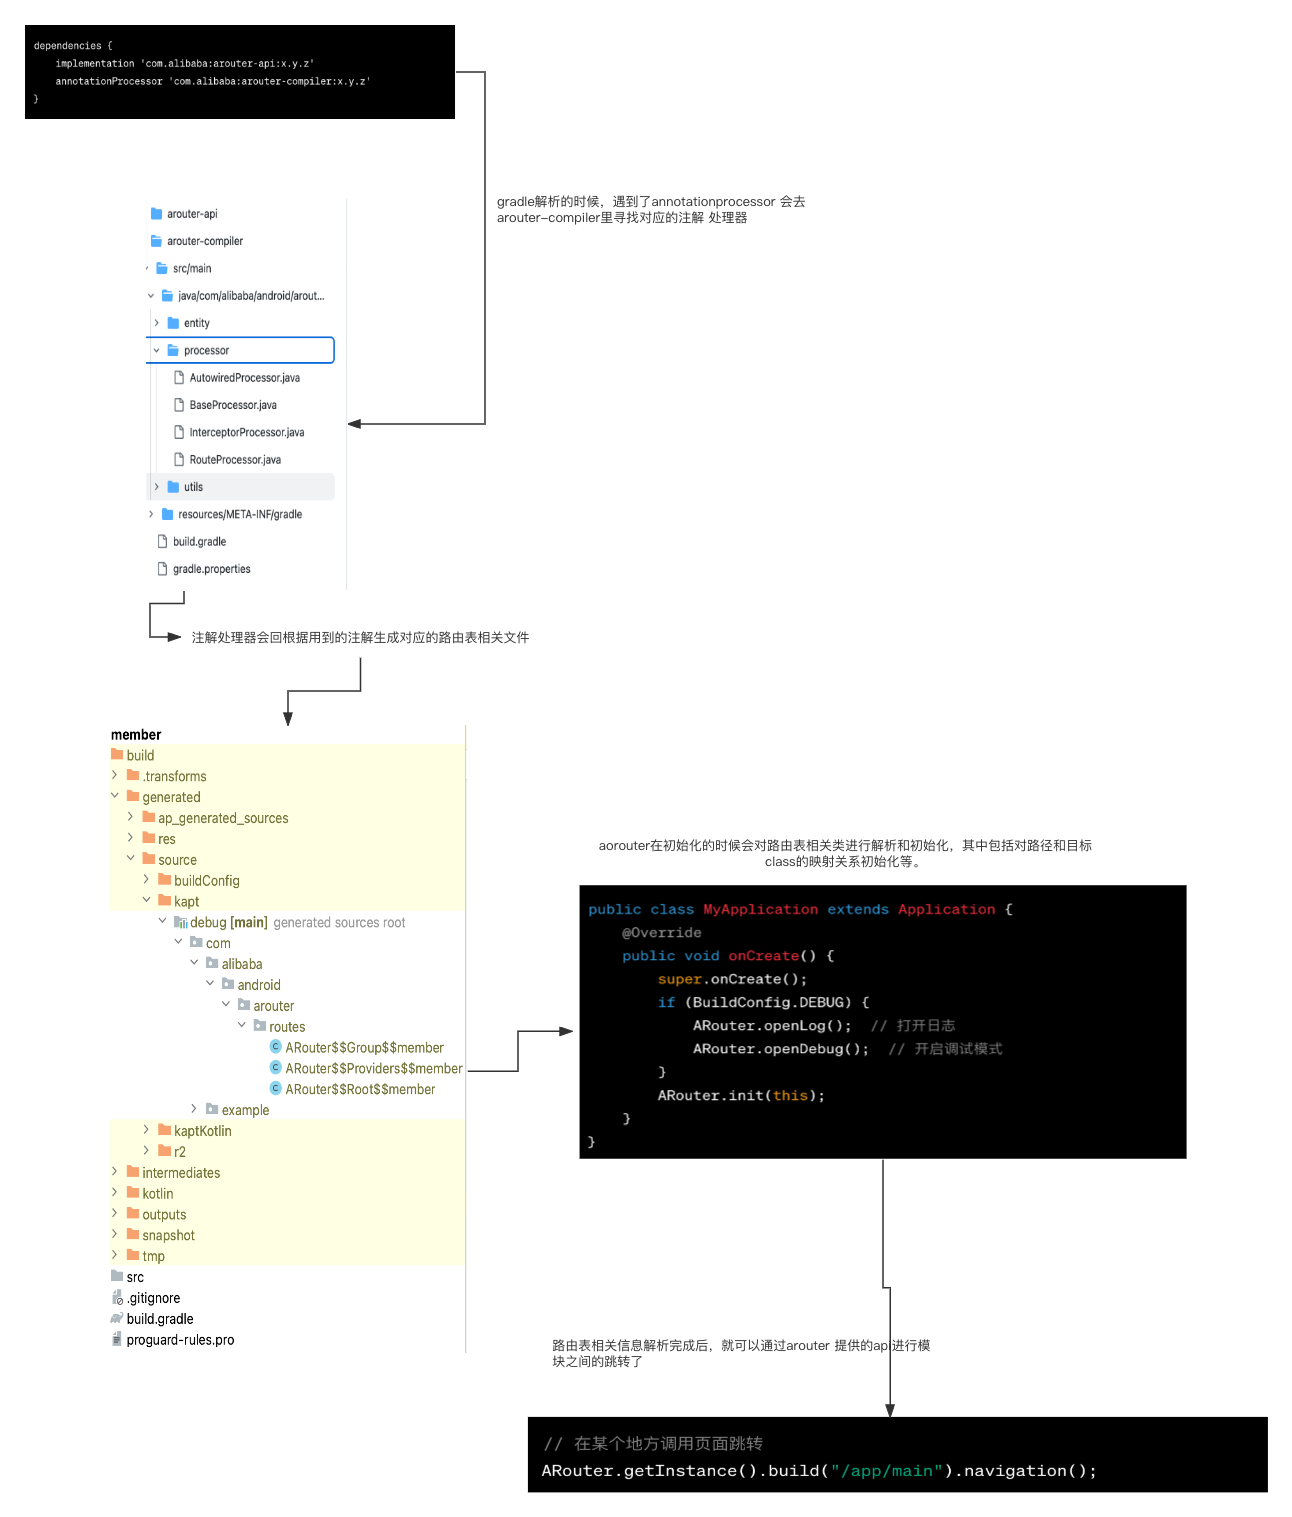 dependencies {
implementation 'com.alibaba:arouter-api:x.y.z'
annotationProcessor 'com.alibaba:arouter-compiler:x.y.z'
}
gradle解析的时候，遇到了annotationprocessor 会去
arouter-compiler里寻找对应的注解 处理器
arouter-api
arouter-compiler
src/main
java/com/alibaba/android/arout...
entity
processor
AutowiredProcessor.java
BaseProcessor.java
InterceptorProcessor.java
RouteProcessor.java
utils
resources/META-INF/gradle
build.gradle
gradle.properties
注解处理器会回根据用到的注解生成对应的路由表相关文件
member
build
.transforms
generated
ap_generated_sources
res
source
buildConfig
kapt
debug [main] generated sources root
com
alibaba
android
arouter
routes
ARouter$$Group$$member
ARouter$$Providers$$member
ARouter$$Root$$member
example
kaptKotlin
r2
intermediates
kotlin
outputs
snapshot
tmp
src
.gitignore
build.gradle
proguard-rules.pro
aorouter在初始化的时候会对路由表相关类进行解析和初始化，其中包括对路径和目标
class的映射关系初始化等。
public class MyApplication extends Application {
@Override
public void onCreate() {
super.onCreate();
if (BuildConfig.DEBUG) {
ARouter.openLog(); // 打开日志
ARouter.openDebug(); // 开启调试模式
}
ARouter.init(this);
}
}
路由表相关信息解析完成后，就可以通过arouter 提供的api进行模
块之间的跳转了
// 在某个地方调用页面跳转
ARouter.getInstance().build("/app/main").navigation();